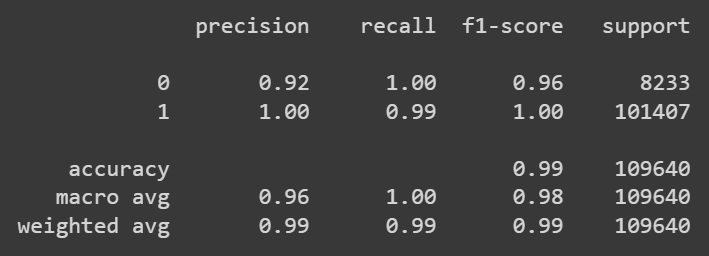 precision recall f1-score support
0 0.92 1.00 0.96 8233
1 1.00 0.99 1.00 101407
accuracy 0.99 109640
macro avg 0.96 1.00 0.98 109640
weighted avg 0.99 0.99 0.99 109640